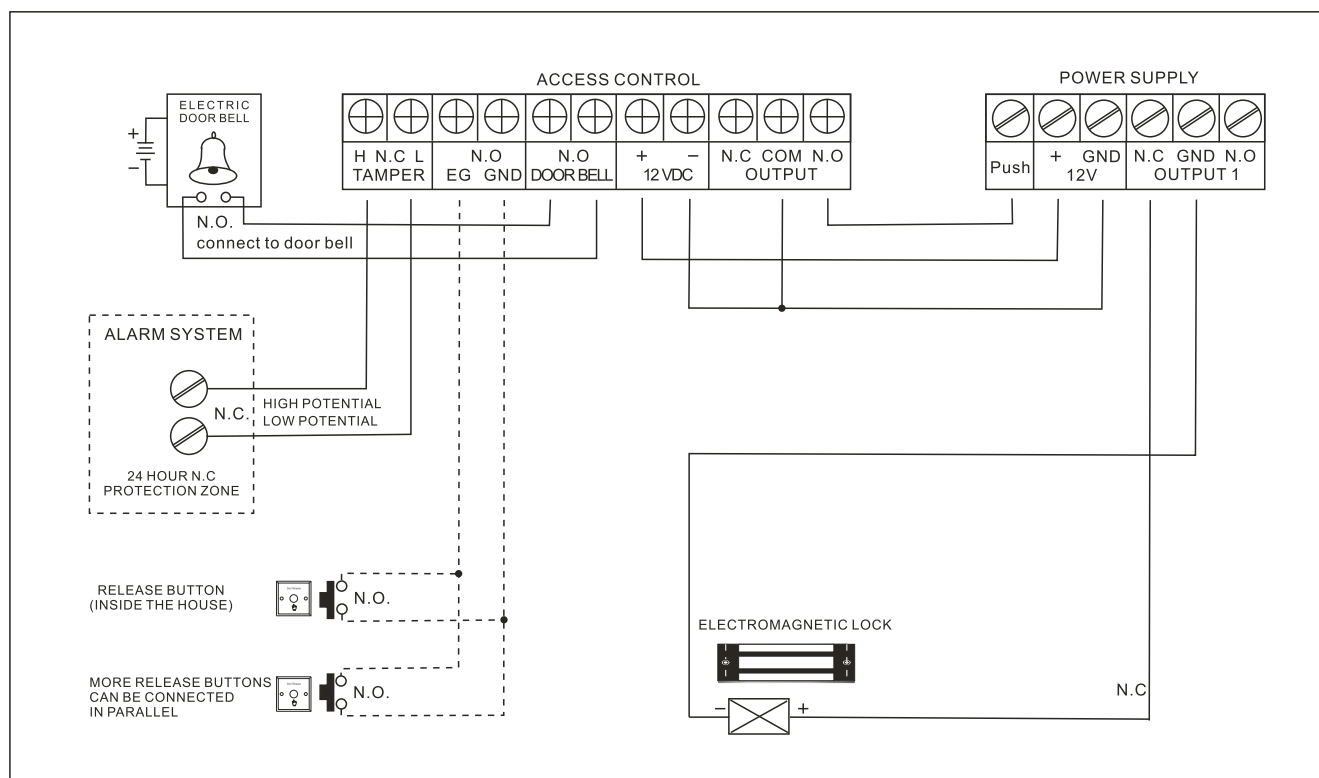 ACCESS CONTROL
POWER SUPPLY
ELECTRIC
DOOR BELL
+
−
H N.C L
TAMPER
N.O
EG GND
N.O
DOOR BELL
+ −
12 VDC
N.C COM N.O
OUTPUT
Push
+ GND
12V
N.C GND N.O
OUTPUT 1
N.O.
connect to door bell
ALARM SYSTEM
N.C.
HIGH POTENTIAL
LOW POTENTIAL
24 HOUR N.C
PROTECTION ZONE
RELEASE BUTTON
(INSIDE THE HOUSE)
N.O.
MORE RELEASE BUTTONS
CAN BE CONNECTED
IN PARALLEL
N.O.
ELECTROMAGNETIC LOCK
− +
N.C